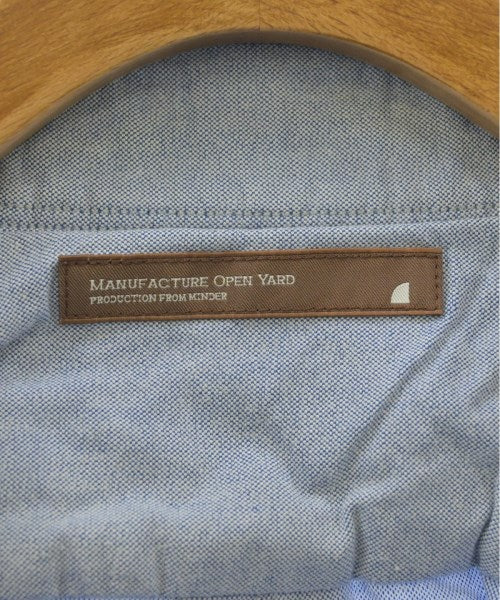 MANUFACTURE OPEN YARD
PRODUCTION FROM MINDER